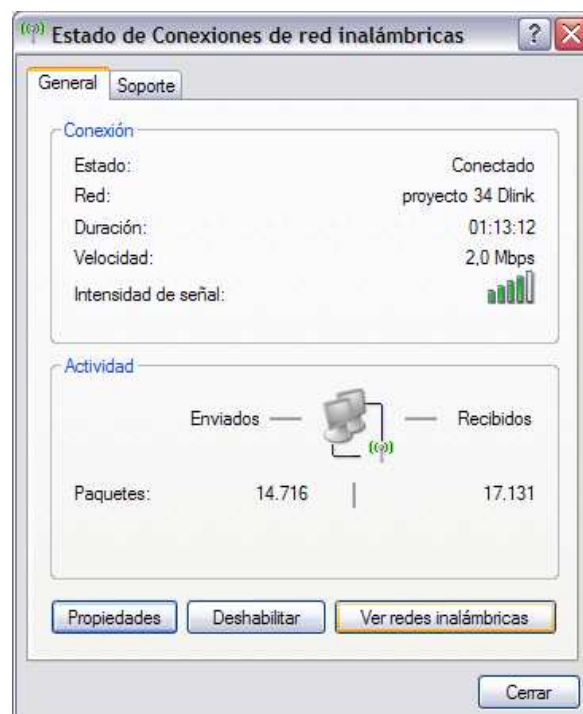 Estado de Conexiones de red inalámbricas
General Soporte
Conexión
Estado: Conectado
Red: proyecto 34 Dlink
Duración: 01:13:12
Velocidad: 2,0 Mbps
Intensidad de señal:
Actividad
Enviados Recibidos
Paquetes: 14.716 17.131
Propiedades Deshabilitar Ver redes inalámbricas
Cerrar